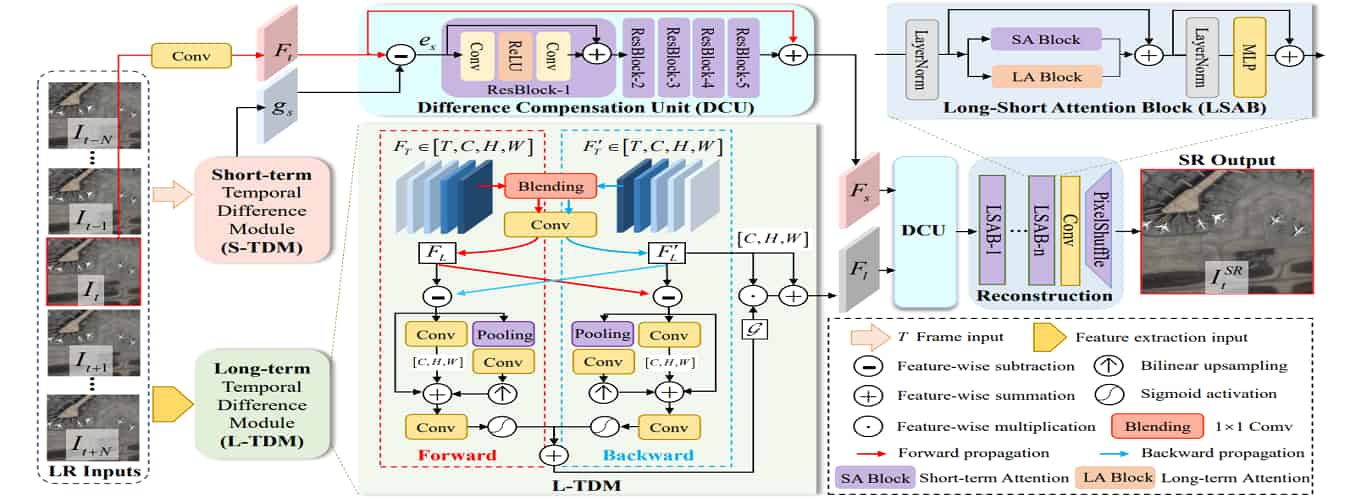 I_{t-N}
I_{t-1}
I_t
I_{t+1}
I_{t+N}
LR Inputs
Conv
F_t
g_s
Short-term
Temporal
Difference
Module
(S-TDM)
Long-term
Temporal
Difference
Module
(L-TDM)
e_s
Conv
ReLU
Conv
ResBlock-1
ResBlock-2
ResBlock-3
ResBlock-4
ResBlock-5
Difference Compensation Unit (DCU)
F_T ∈ [T, C, H, W]
F'_T ∈ [T, C, H, W]
Blending
Conv
F_L
F'_L
Conv
Pooling
[C, H, W]
Conv
Conv
Pooling
Conv
Conv
[C, H, W]
Conv
Forward
Backward
L-TDM
[C, H, W]
𝒢
LayerNorm
SA Block
LA Block
LayerNorm
MLP
Long-Short Attention Block (LSAB)
F_s
F_l
DCU
LSAB-1
...
LSAB-n
Conv
PixelShuffle
Reconstruction
SR Output
I_t^{SR}
T Frame input
Feature extraction input
Feature-wise subtraction
Bilinear upsampling
Feature-wise summation
Sigmoid activation
Feature-wise multiplication
Blending
1×1 Comv
Forward propagation
Backward propagation
SA Block
Short-term Attention
LA Block
Long-term Attention